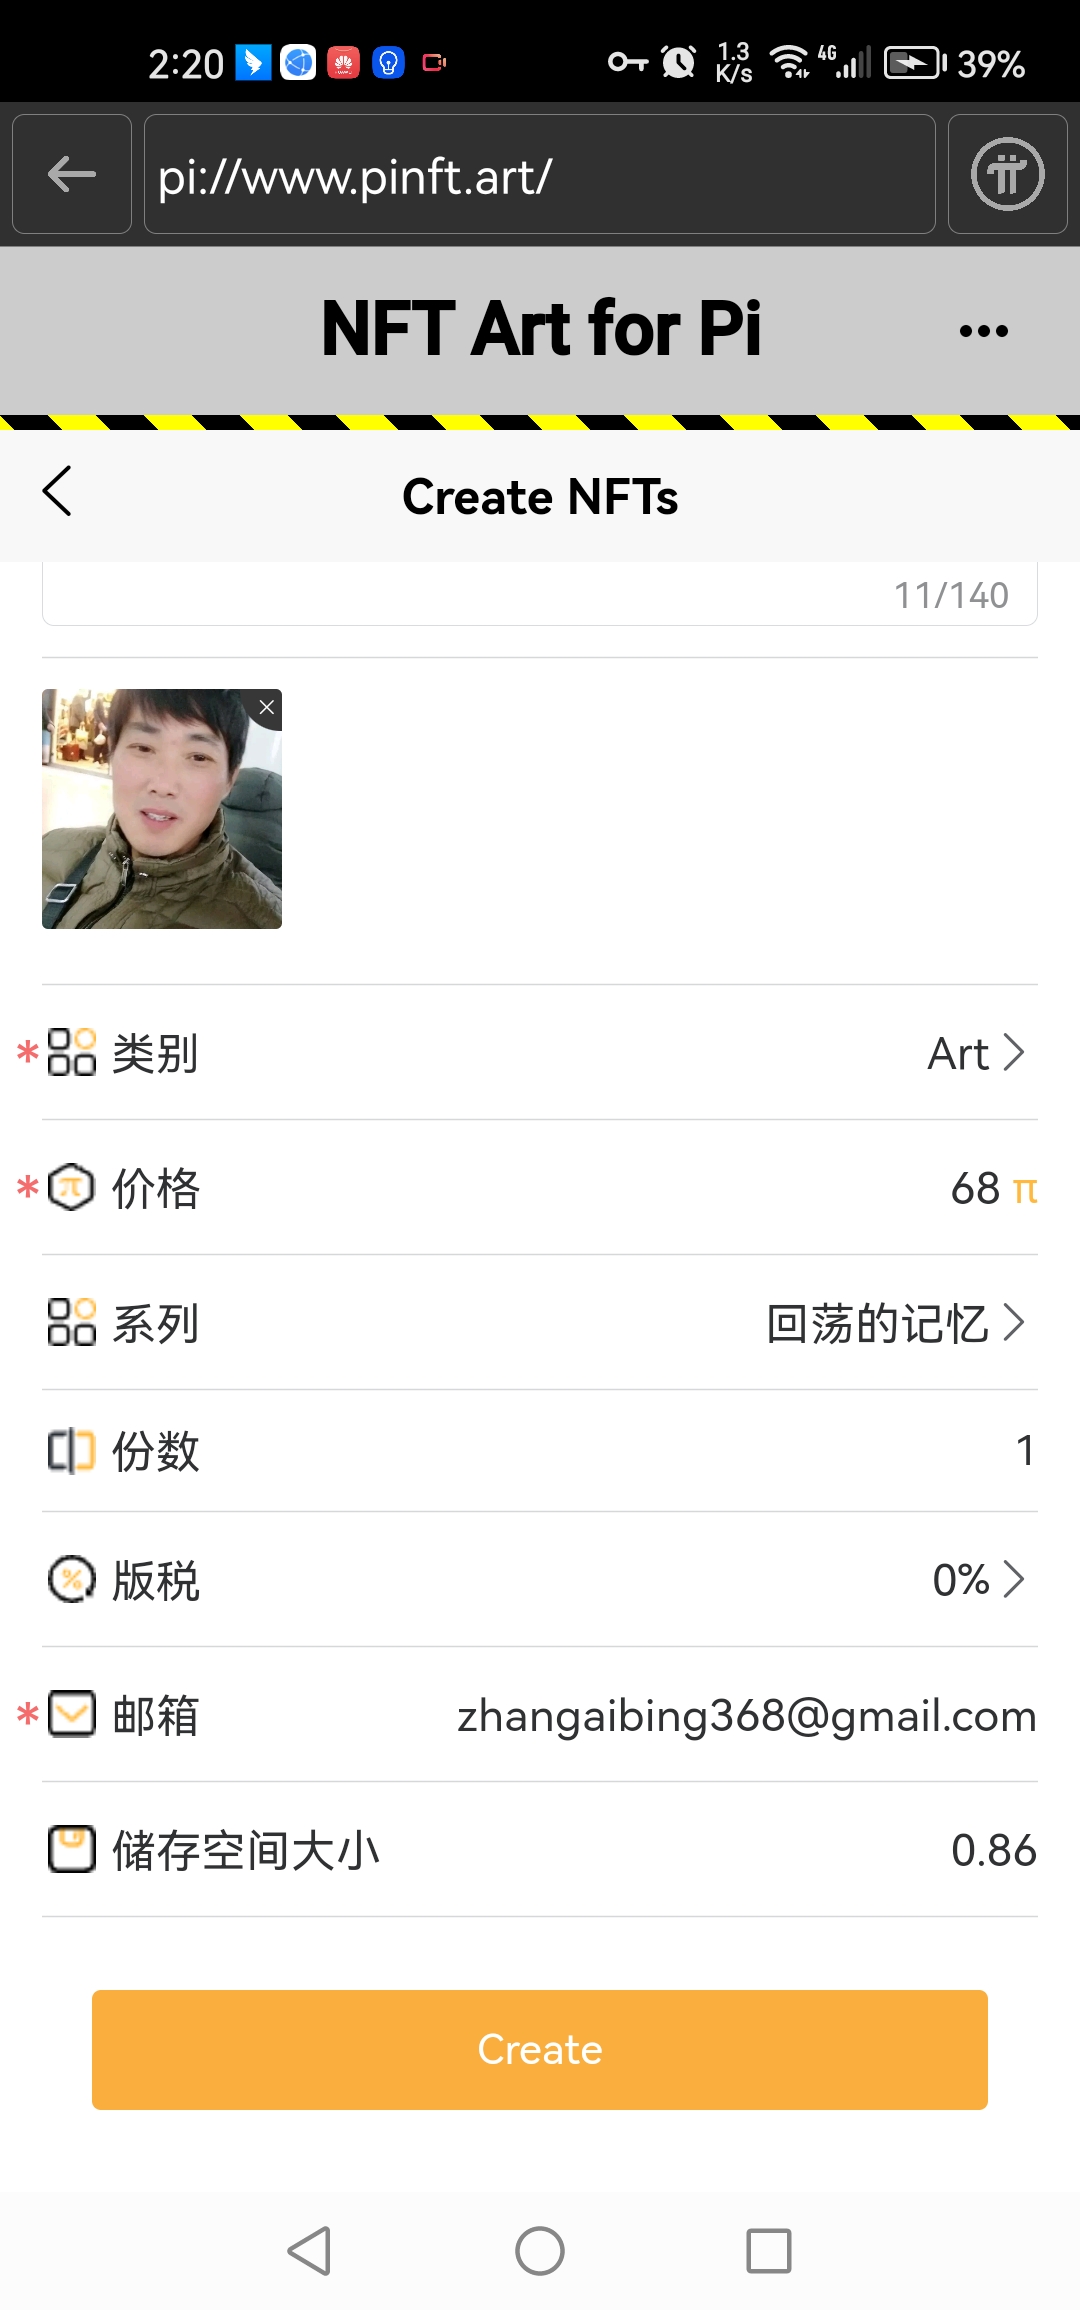 2:20
1.3
K/s
4G
39%
pi://www.pinft.art/
NFT Art for Pi
Create NFTs
11/140
* 类别 Art
* 价格 68 π
系列 回荡的记忆
份数 1
版税 0%
* 邮箱 zhangaibing368@gmail.com
储存空间大小 0.86
Create